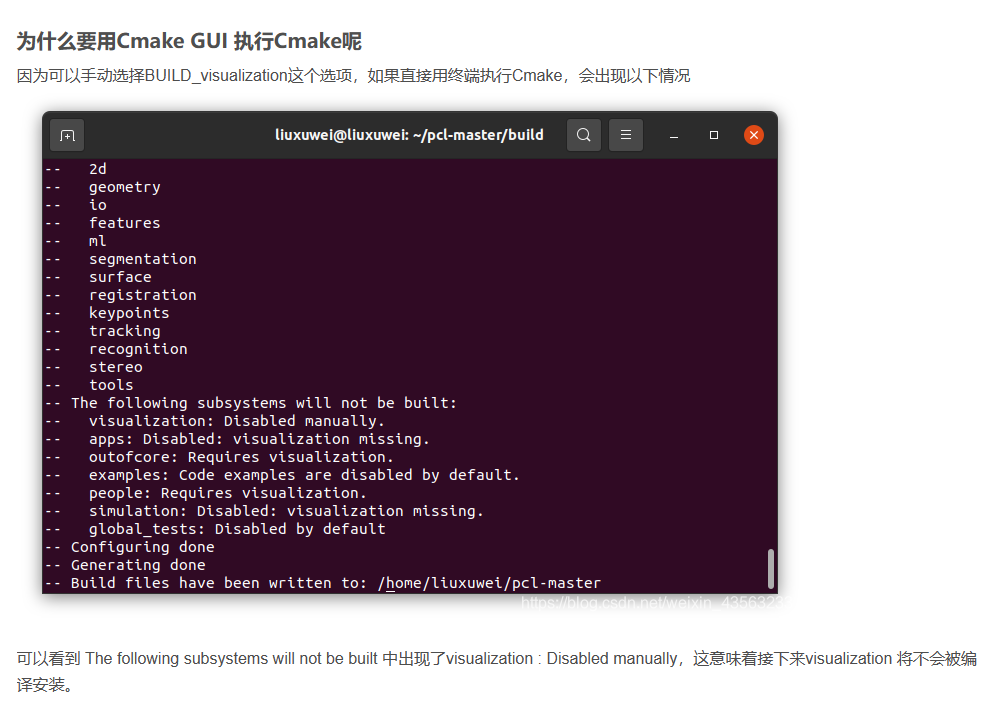 为什么要用Cmake GUI 执行Cmake呢
因为可以手动选择BUILD_visualization这个选项，如果直接用终端执行Cmake，会出现以下情况
liuxuwei@liuxuwei: ~/pcl-master/build
-- 2d
-- geometry
-- io
-- features
-- ml
-- segmentation
-- surface
-- registration
-- keypoints
-- tracking
-- recognition
-- stereo
-- tools
-- The following subsystems will not be built:
-- visualization: Disabled manually.
-- apps: Disabled: visualization missing.
-- outofcore: Requires visualization.
-- examples: Code examples are disabled by default.
-- people: Requires visualization.
-- simulation: Disabled: visualization missing.
-- global_tests: Disabled by default
-- Configuring done
-- Generating done
-- Build files have been written to: /home/liuxuwei/pcl-master
https://blog.csdn.net/weixin_4356323
可以看到 The following subsystems will not be built 中出现了visualization : Disabled manually，这意味着接下来visualization 将不会被编
译安装。